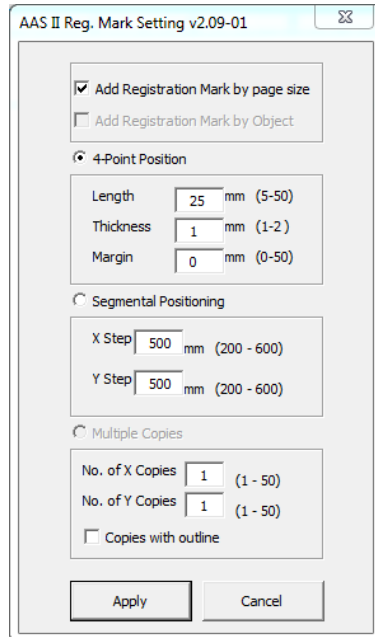 AAS II Reg. Mark Setting v2.09-01
Add Registration Mark by page size
Add Registration Mark by Object
4-Point Position
Length 25 mm (5-50)
Thickness 1 mm (1-2 )
Margin 0 mm (0-50)
Segmental Positioning
X Step 500 mm (200 - 600)
Y Step 500 mm (200 - 600)
Multiple Copies
No. of X Copies 1 (1 - 50)
No. of Y Copies 1 (1 - 50)
Copies with outline
Apply Cancel